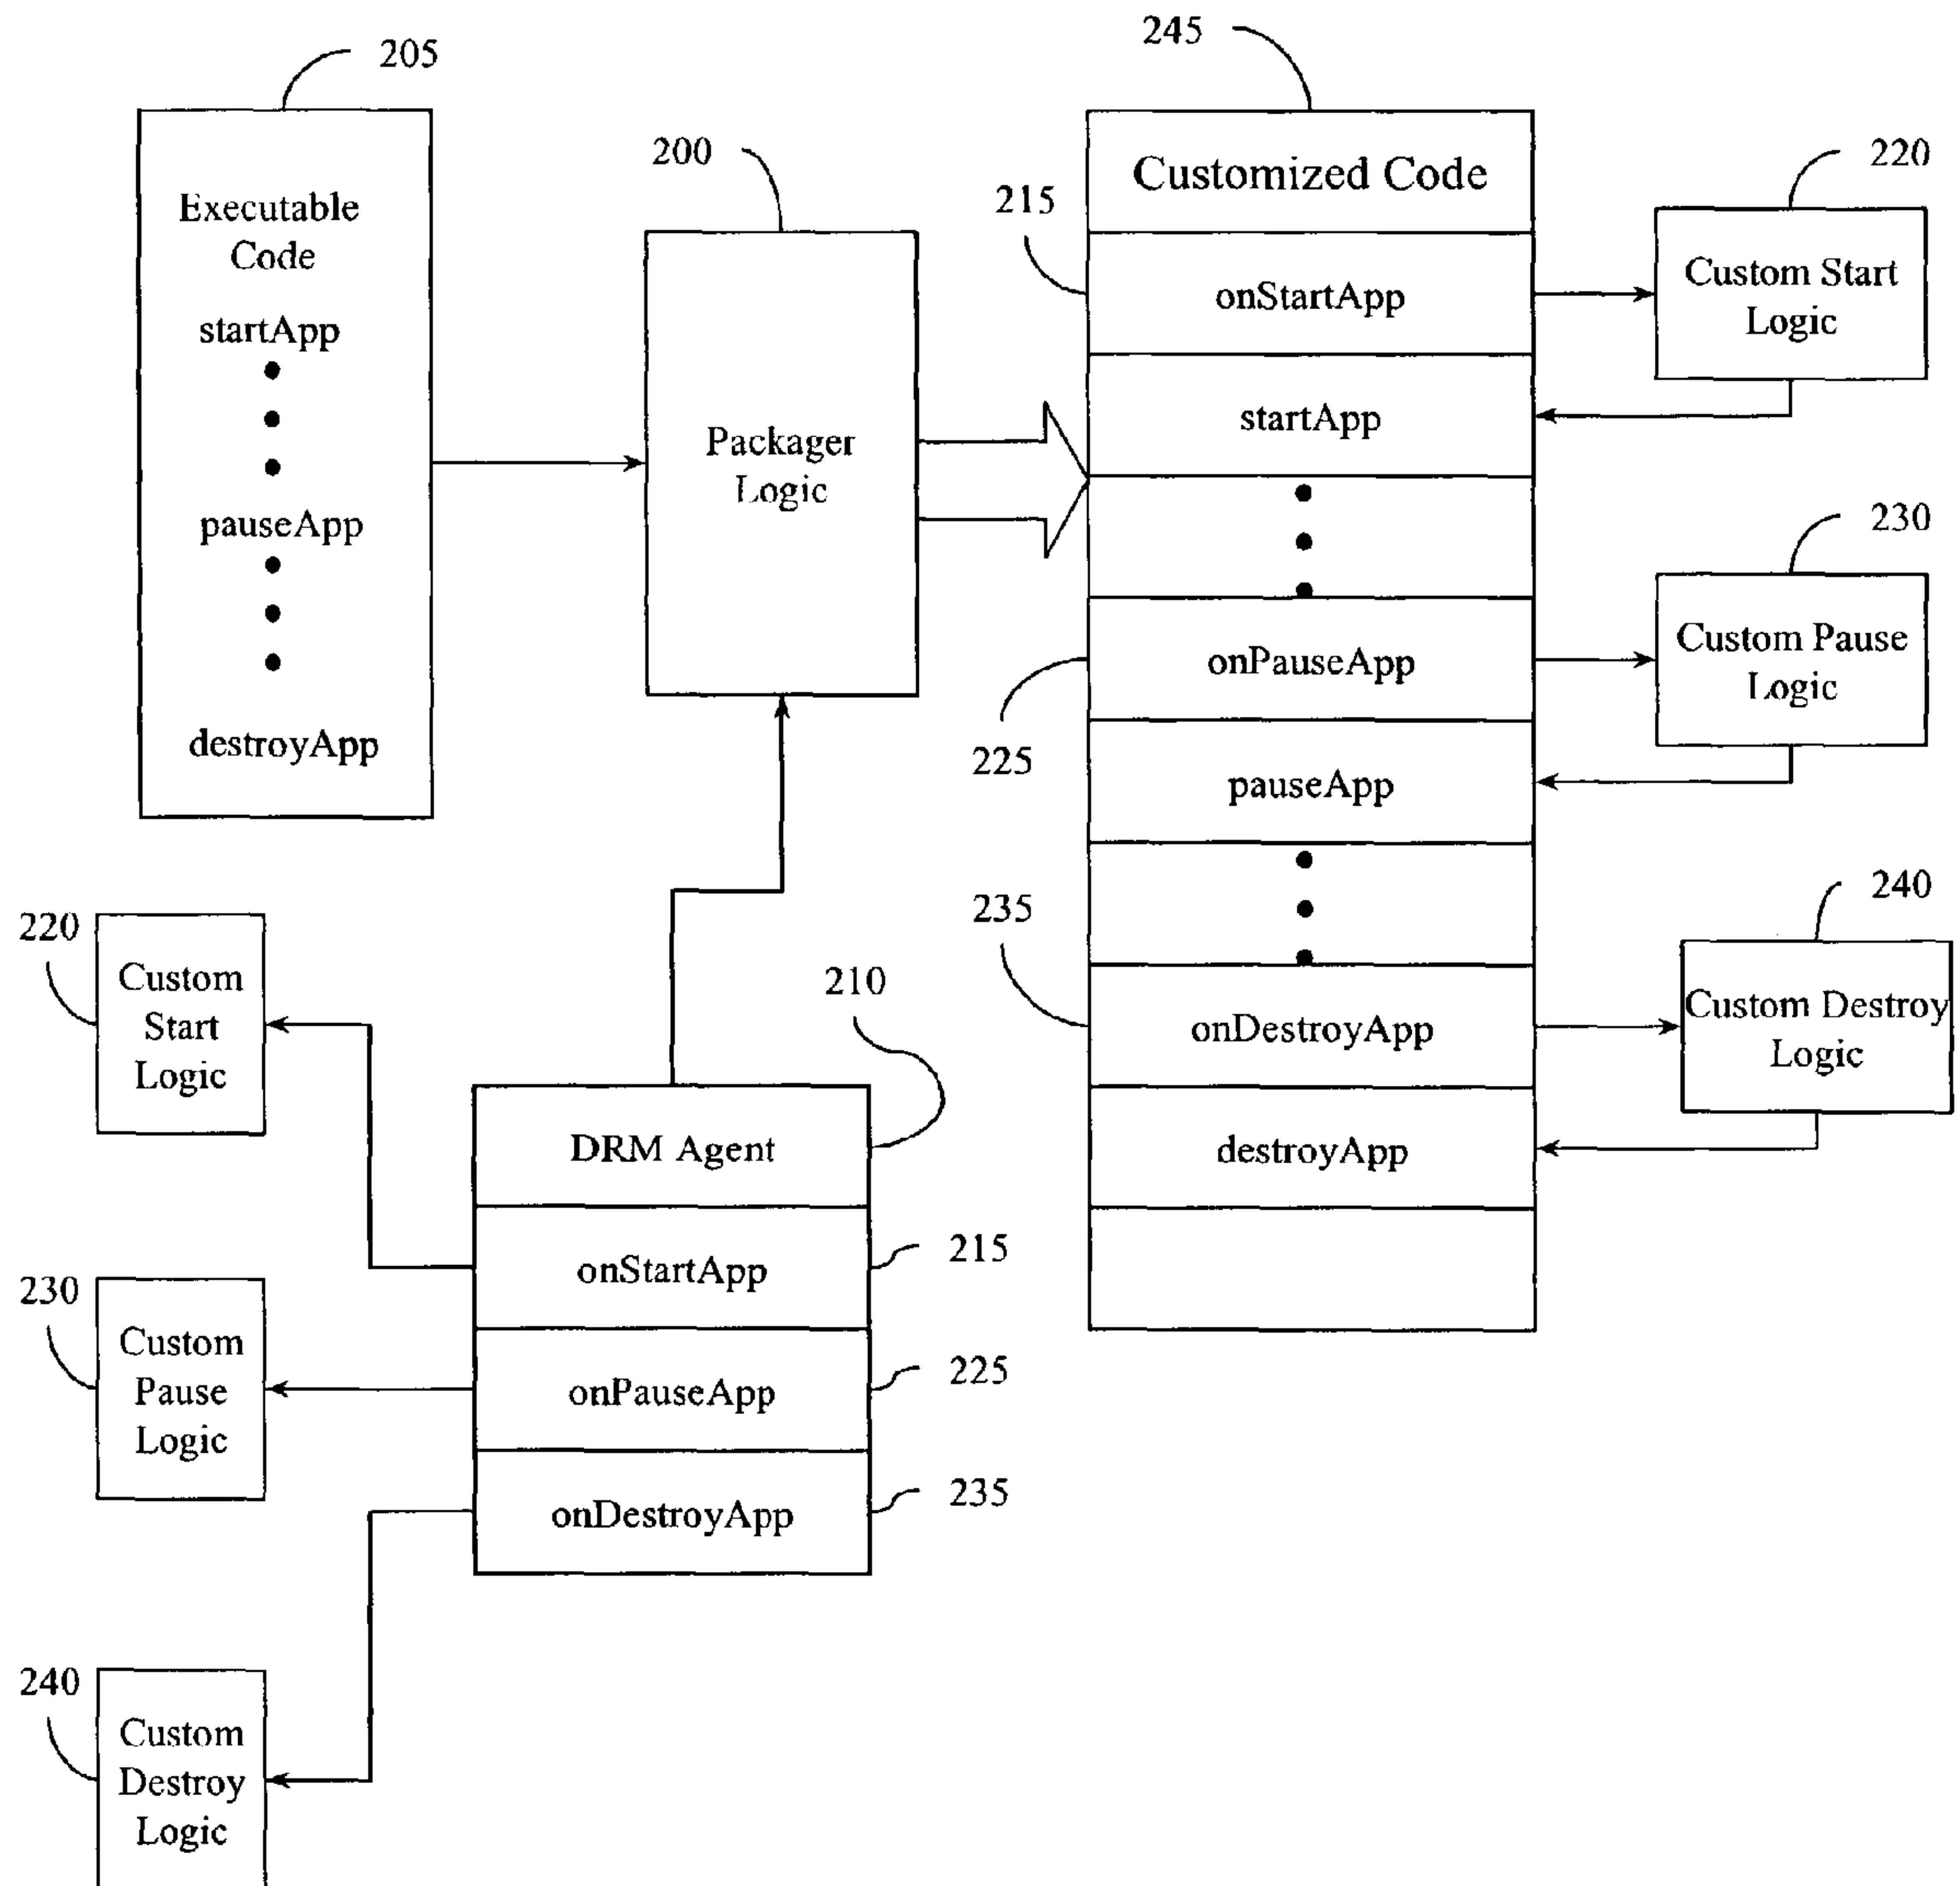 205
Executable
Code
startApp
pauseApp
destroyApp
200
Packager
Logic
245
Customized Code
215
onStartApp
startApp
220
Custom Start
Logic
225
onPauseApp
pauseApp
230
Custom Pause
Logic
235
onDestroyApp
destroyApp
240
Custom Destroy
Logic
210
DRM Agent
onStartApp
215
onPauseApp
225
onDestroyApp
235
220
Custom
Start
Logic
230
Custom
Pause
Logic
240
Custom
Destroy
Logic